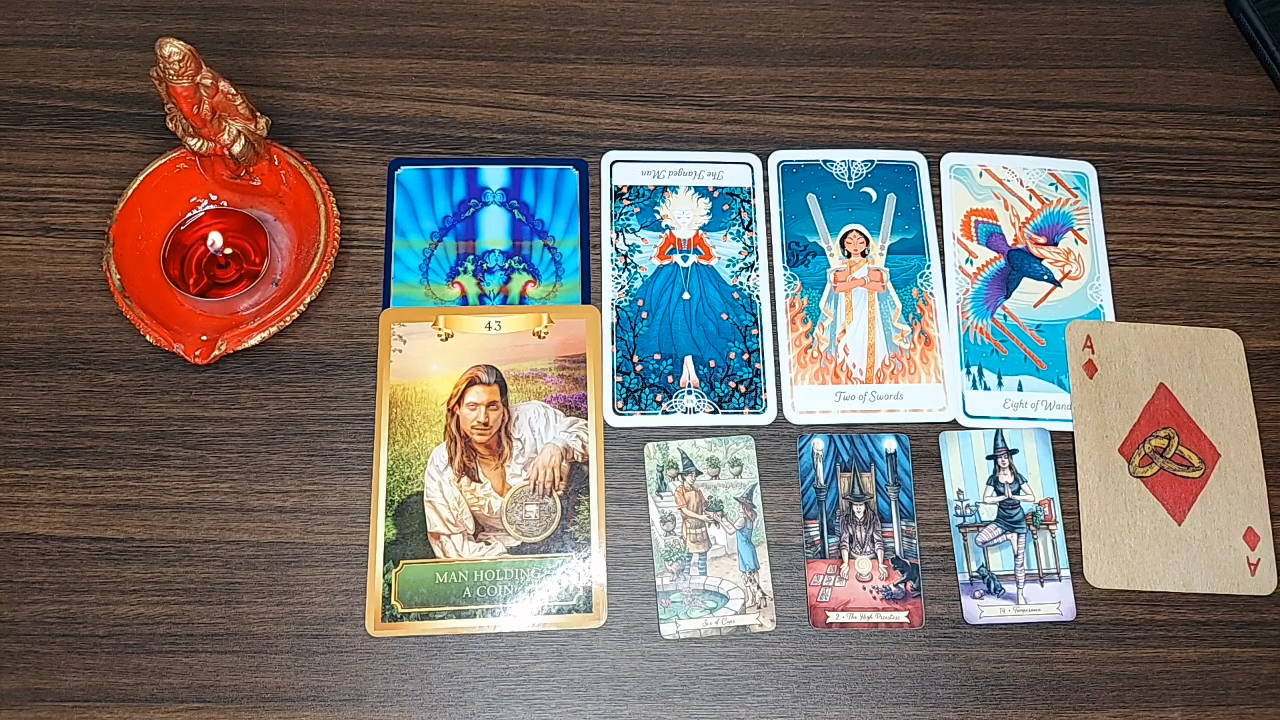 The Hanged Man
Two of Swords
Eight of Wand
A
A
43
MAN HOLDING
A COIN
Six of Cups
2 • The High Priestess
14 • Temperance